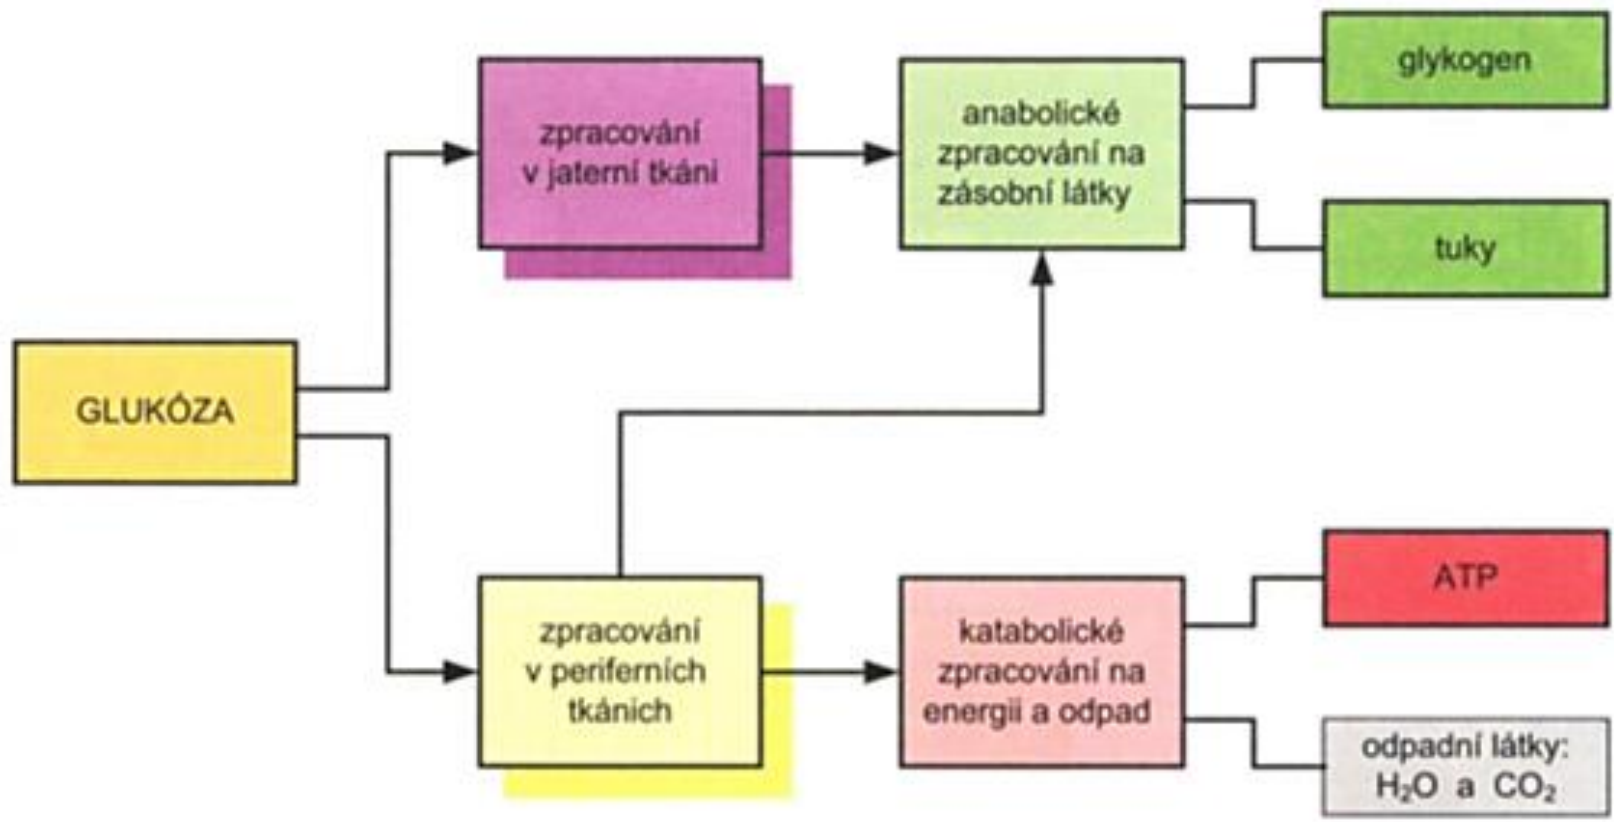 GLUKÓZA
zpracování
v jaterní tkáni
anabolické
zpracování na
zásobní látky
glykogen
tuky
zpracování
v periferních
tkánich
katabolické
zpracování na
energii a odpad
ATP
odpadní látky:
H₂O a CO₂